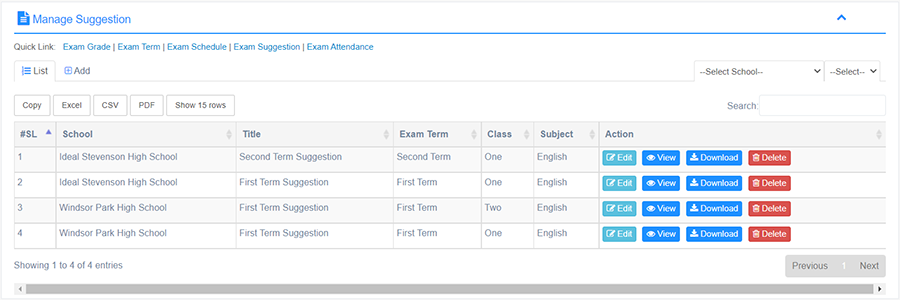 Manage Suggestion
Quick Link: Exam Grade | Exam Term | Exam Schedule | Exam Suggestion | Exam Attendance
List Add --Select School-- --Select--
Copy Excel CSV PDF Show 15 rows Search:
#SL School Title Exam Term Class Subject Action
1 Ideal Stevenson High School Second Term Suggestion Second Term One English Edit View Download Delete
2 Ideal Stevenson High School First Term Suggestion First Term One English Edit View Download Delete
3 Windsor Park High School First Term Suggestion First Term Two English Edit View Download Delete
4 Windsor Park High School First Term Suggestion First Term One English Edit View Download Delete
Showing 1 to 4 of 4 entries Previous 1 Next